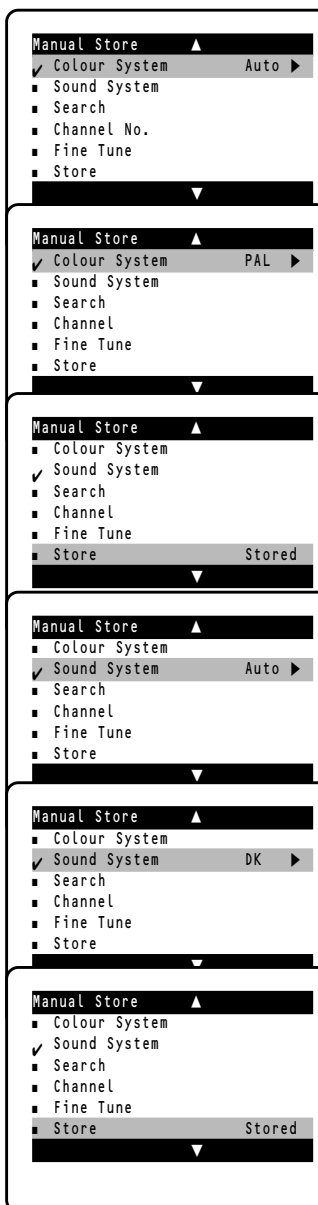 Manual Store ▲
✓ Colour System Auto ▶
▪ Sound System
▪ Search
▪ Channel No.
▪ Fine Tune
▪ Store
▼
Manual Store ▲
✓ Colour System PAL ▶
▪ Sound System
▪ Search
▪ Channel
▪ Fine Tune
▪ Store
▼
Manual Store ▲
▪ Colour System
✓ Sound System
▪ Search
▪ Channel
▪ Fine Tune
▪ Store Stored
▼
Manual Store ▲
▪ Colour System
✓ Sound System Auto ▶
▪ Search
▪ Channel
▪ Fine Tune
▪ Store
▼
Manual Store ▲
▪ Colour System
✓ Sound System DK ▶
▪ Search
▪ Channel
▪ Fine Tune
▪ Store
▼
Manual Store ▲
▪ Colour System
✓ Sound System
▪ Search
▪ Channel
▪ Fine Tune
▪ Store Stored
▼